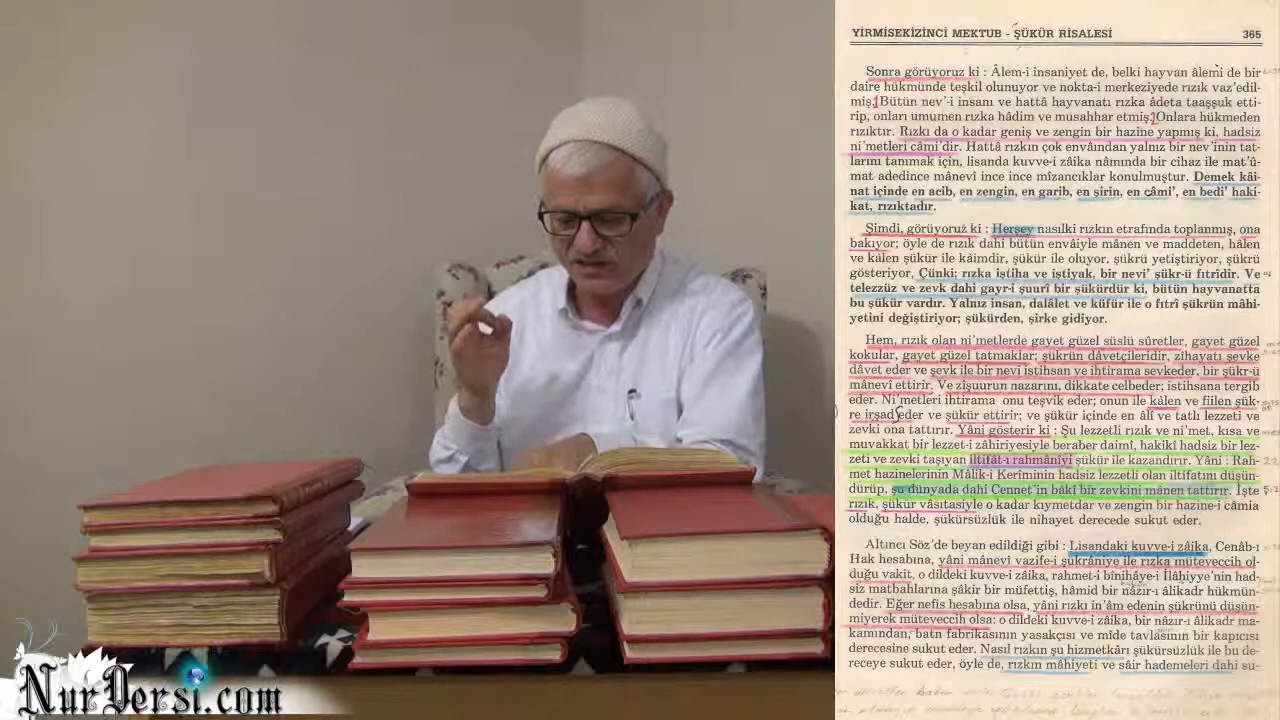 YİRMİSEKİZİNCİ MEKTUB - ŞÜKÜR RİSALESİ 365
Sonra görüyoruz ki : Âlem-i insaniyet de, belki hayvan âlemi de bir
daire hükmünde teşkil olunuyor ve nokta-i merkeziyede rızık vaz'edil-
miş. Bütün nev'-i insanı ve hattâ hayvanatı rızka âdeta taaşşuk etti-
rip, onları umumen rızka hâdim ve musahhar etmiş. Onlara hükmeden
rızıktır. Rızkı da o kadar geniş ve zengin bir hazine yapmış ki, hadsiz
ni'metleri câmi'dir. Hattâ rızkın çok envâından yalnız bir nev'inin tat-
larını tanımak için, lisanda kuvve-i zâika nâmında bir cihaz ile mat'û-
mat adedince mânevî ince ince mîzancıklar konulmuştur. Demek kâi-
nat içinde en acib, en zengin, en garib, en şirin, en câmi', en bedi' haki-
kat, rızıktadır.
Şimdi, görüyoruz ki : Herşey nasılki rızkın etrafında toplanmış, ona
bakıyor; öyle de rızık dahi bütün envâiyle mânen ve maddeten, hâlen
ve kâlen şükür ile kâimdir, şükür ile oluyor, şükrü yetiştiriyor, şükrü
gösteriyor. Çünki; rızka iştiha ve iştiyak, bir nevi' şükr-ü fıtrîdir. Ve
telezzüz ve zevk dahi gayr-i şuurî bir şükürdür ki, bütün hayvanatta
bu şükür vardır. Yalnız insan, dalâlet ve küfür ile o fıtrî şükrün mâhi-
yetini değiştiriyor; şükürden, şirke gidiyor.
Hem, rızık olan ni'metlerde gayet güzel süslü sûretler, gayet güzel
kokular, gayet güzel tatmaklar; şükrün dâvetçileridir, zîhayatı şevke
dâvet eder ve şevk ile bir nevi istihsan ve ihtirama sevkeder, bir şükr-ü
mânevî ettirir. Ve zîşuurun nazarını, dikkate celbeder; istihsana tergib
eder. Ni'metleri ihtirama onu teşvik eder; onun ile kâlen ve fiilen şük-
re irşad eder ve şükür ettirir; ve şükür içinde en âlî ve tatlı lezzeti ve
zevki ona tattırır. Yâni gösterir ki : Şu lezzetli rızık ve ni'met, kısa ve
muvakkat bir lezzet-i zâhiriyesiyle beraber daimî, hakikî hadsiz bir lez-
zeti ve zevki taşıyan iltifât-ı rahmânîyi şükür ile kazandırır. Yâni : Rah-
met hazinelerinin Mâlik-i Kerîminin hadsiz lezzetli olan iltifatını düşün-
dürüp, şu dünyada dahi Cennet'in bâkî bir zevkini mânen tattırır. İşte
rızık, şükür vâsıtasiyle o kadar kıymetdar ve zengin bir hazine-i câmia
olduğu halde, şükürsüzlük ile nihayet derecede sukut eder.
Altıncı Söz'de beyan edildiği gibi : Lisandaki kuvve-i zâika, Cenâb-ı
Hak hesabına, yâni mânevî vazife-i şükrâniye ile rızka müteveccih ol-
duğu vakit, o dildeki kuvve-i zâika, rahmet-i bînihâye-i İlâhiyye'nin had-
siz matbahlarına şâkir bir müfettiş, hâmid bir nâzır-ı âlikadr hükmün-
dedir. Eğer nefis hesabına olsa, yâni rızkı in'âm edenin şükrünü düşün-
miyerek müteveccih olsa: o dildeki kuvve-i zâika, bir nâzır-ı âlikadr ma-
kamından, batn fabrikasının yasakçısı ve mîde tavlasının bir kapıcısı
derecesine sukut eder. Nasıl rızkın şu hizmetkârı şükürsüzlük ile bu de-
receye sukut eder, öyle de, rızkın mâhiyeti ve sâir hademeleri dahi su-
NurDersi.com